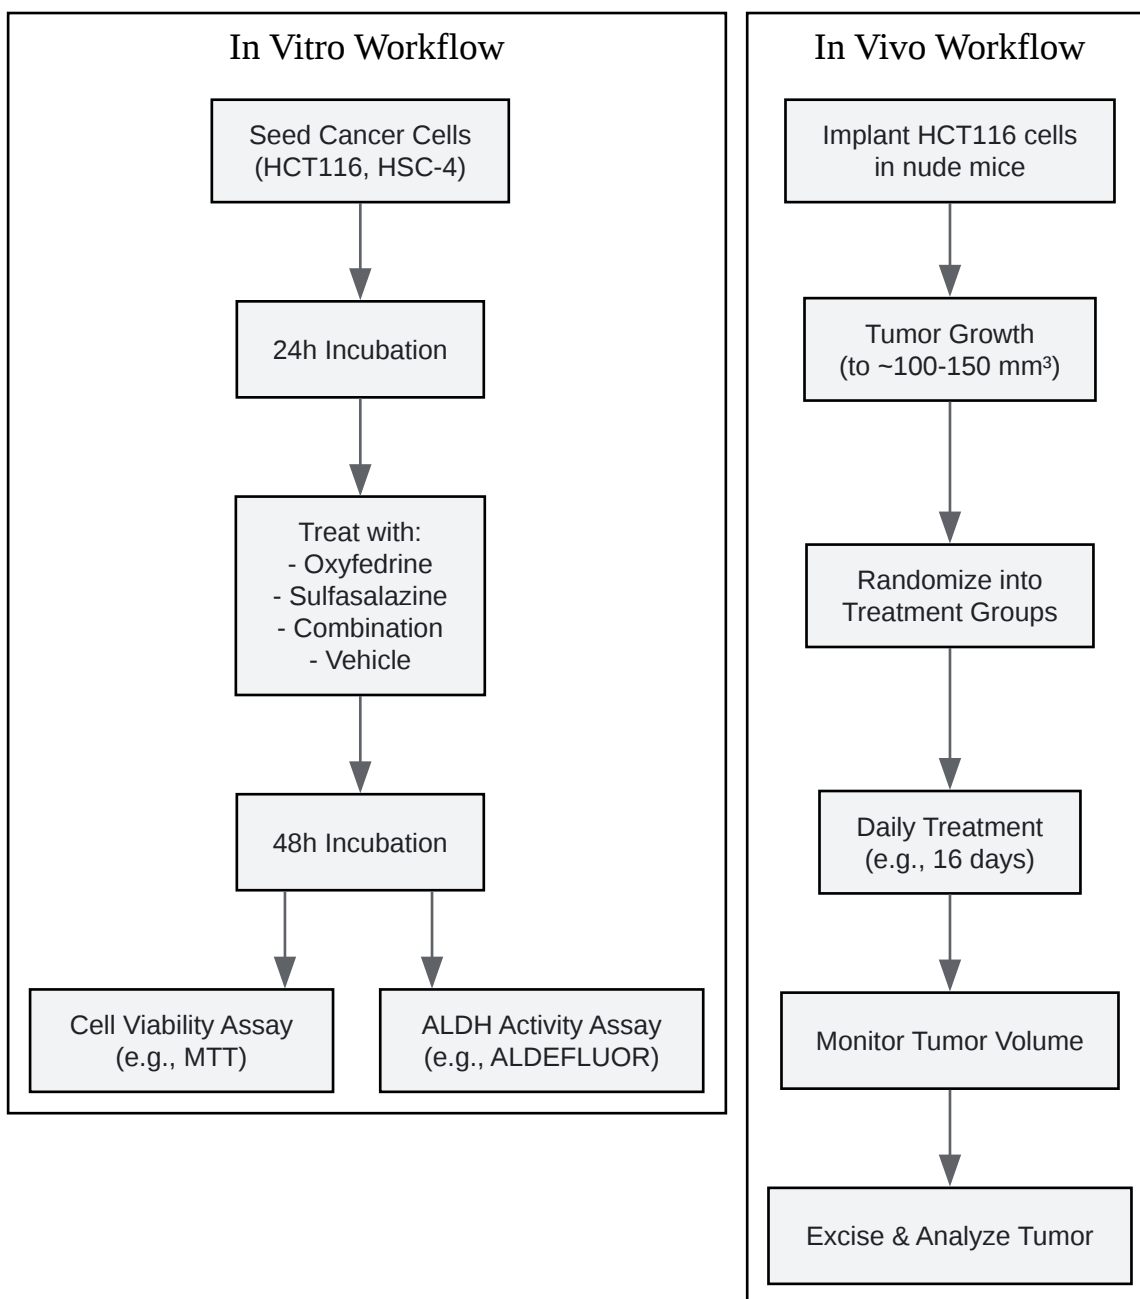 In Vitro Workflow
Seed Cancer Cells
(HCT116, HSC-4)
24h Incubation
Treat with:
- Oxyfedrine
- Sulfasalazine
- Combination
- Vehicle
48h Incubation
Cell Viability Assay
(e.g., MTT)
ALDH Activity Assay
(e.g., ALDEFLUOR)
In Vivo Workflow
Implant HCT116 cells
in nude mice
Tumor Growth
(to ~100-150 mm³)
Randomize into
Treatment Groups
Daily Treatment
(e.g., 16 days)
Monitor Tumor Volume
Excise & Analyze Tumor